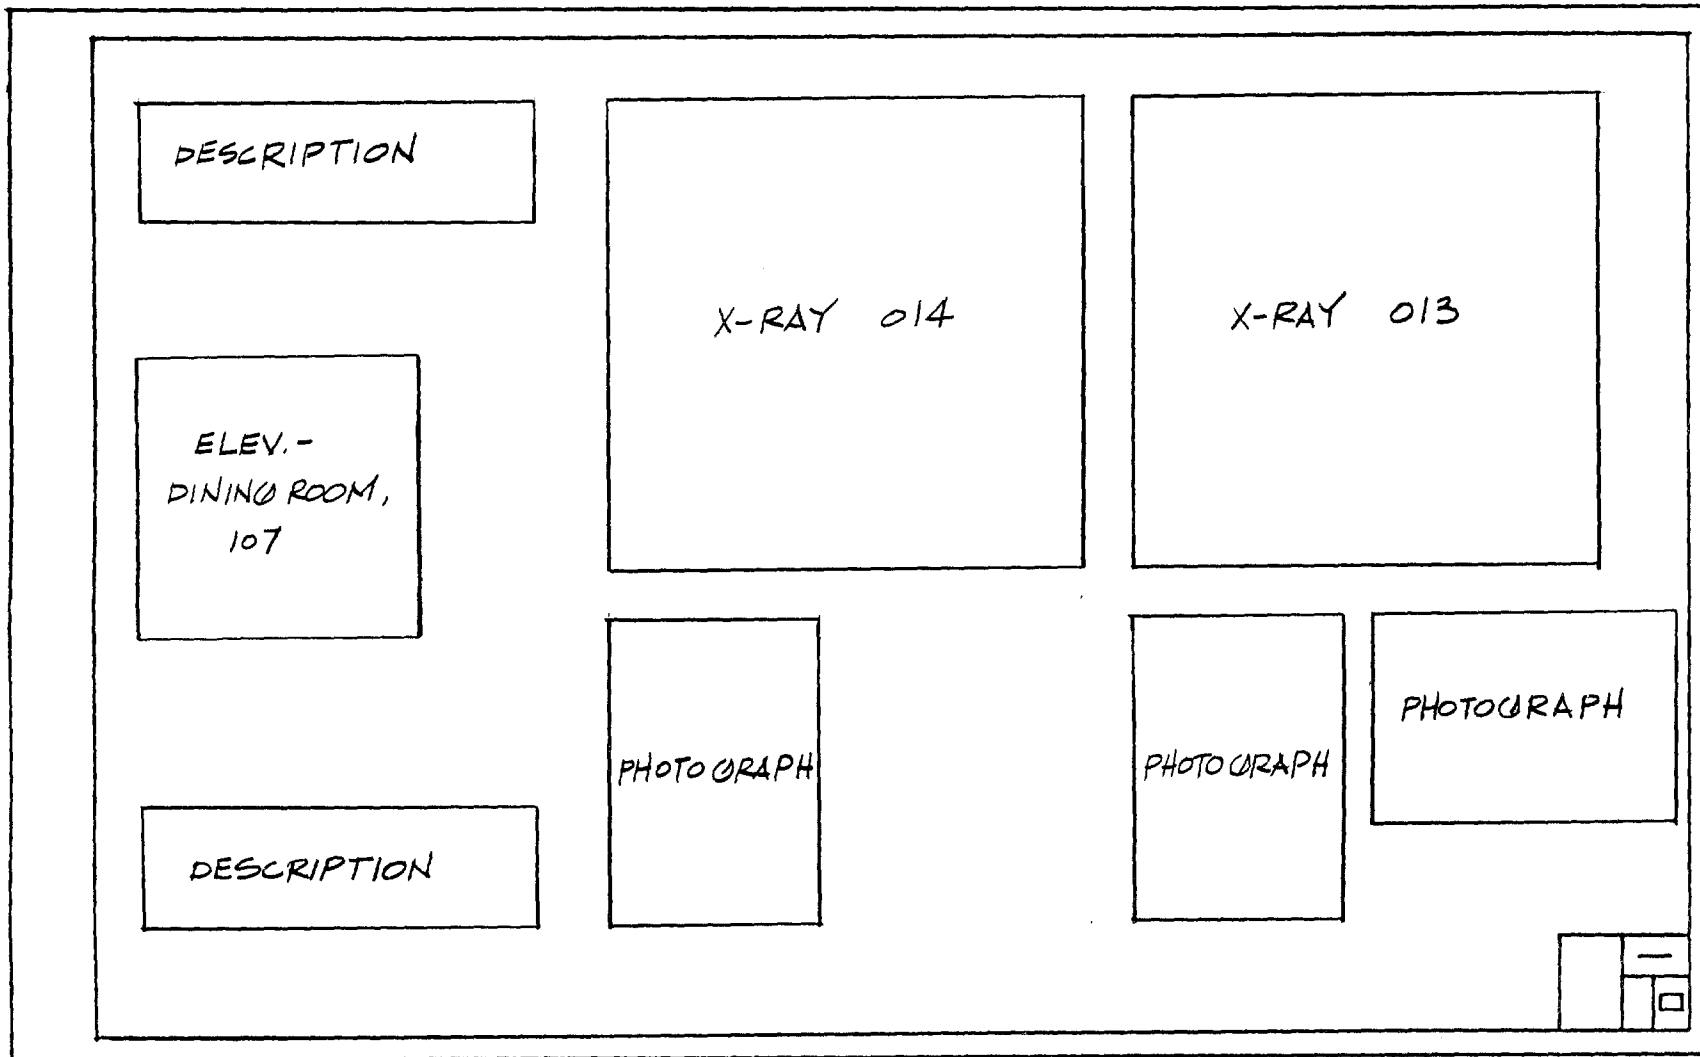 DESCRIPTION
X-RAY 014
X-RAY 013
ELEV.-
DINING ROOM,
107
PHOTOGRAPH
PHOTOGRAPH
PHOTOGRAPH
DESCRIPTION